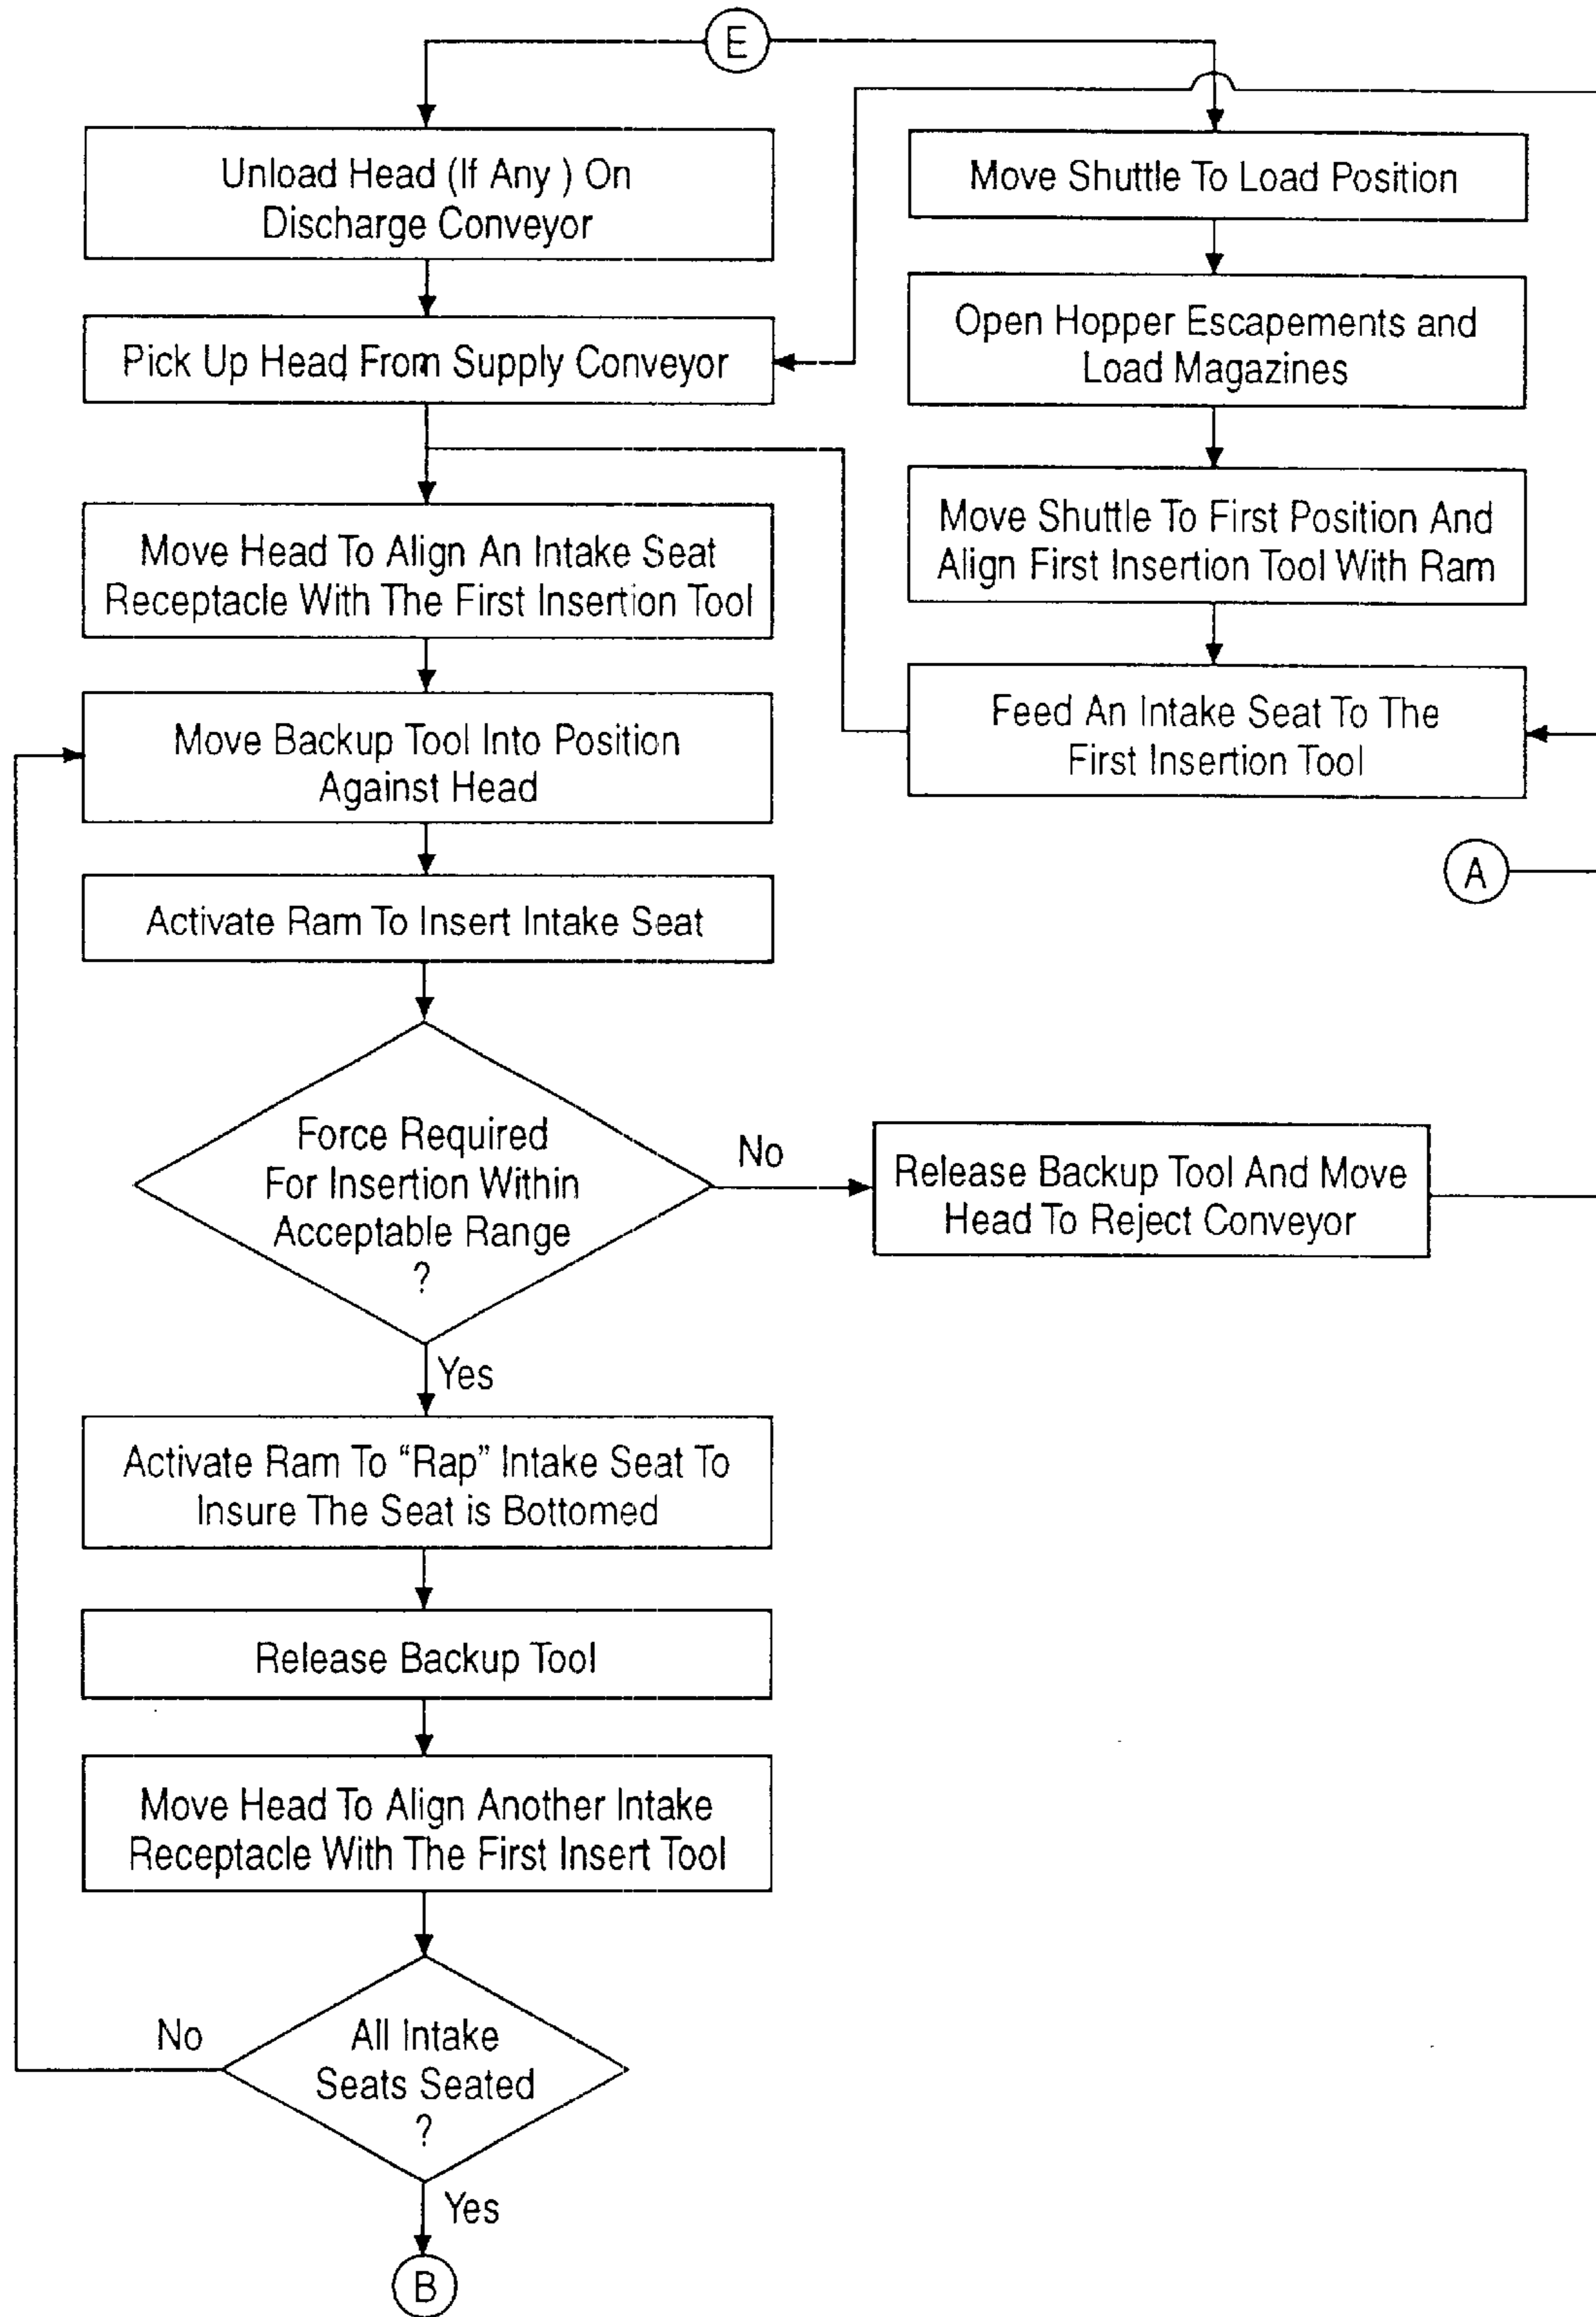 E
Unload Head (If Any ) On
Discharge Conveyor
Pick Up Head From Supply Conveyor
Move Head To Align An Intake Seat
Receptacle With The First Insertion Tool
Move Backup Tool Into Position
Against Head
Activate Ram To Insert Intake Seat
Force Required
For Insertion Within
Acceptable Range
?
No
Release Backup Tool And Move
Head To Reject Conveyor
Yes
Activate Ram To “Rap” Intake Seat To
Insure The Seat is Bottomed
Release Backup Tool
Move Head To Align Another Intake
Receptacle With The First Insert Tool
No
All Intake
Seats Seated
?
Yes
B
Move Shuttle To Load Position
Open Hopper Escapements and
Load Magazines
Move Shuttle To First Position And
Align First Insertion Tool With Ram
Feed An Intake Seat To The
First Insertion Tool
A